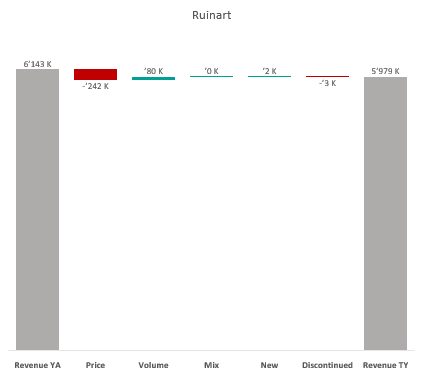 Ruinart
6’143 K
-’242 K
’80 K
’0 K
’2 K
-’3 K
5’979 K
Revenue YA Price Volume Mix New Discontinued Revenue TY